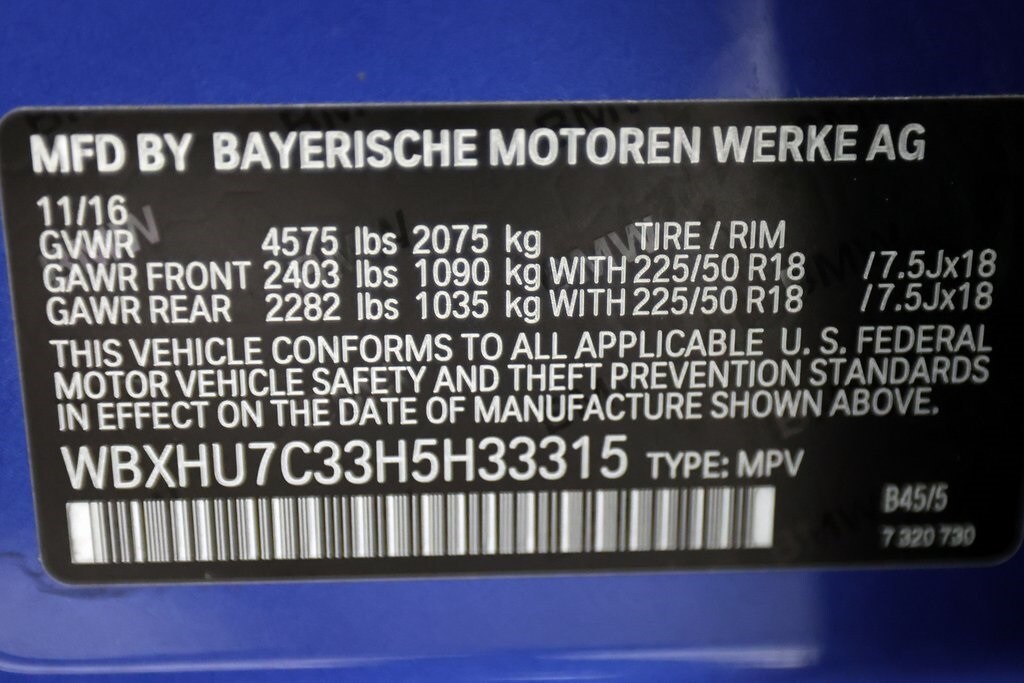 MFD BY BAYERISCHE MOTOREN WERKE AG
11/16
GVWR 4575 lbs 2075 kg TIRE / RIM
GAWR FRONT 2403 lbs 1090 kg WITH 225/50 R18 /7.5Jx18
GAWR REAR 2282 lbs 1035 kg WITH 225/50 R18 /7.5Jx18
THIS VEHICLE CONFORMS TO ALL APPLICABLE U. S. FEDERAL
MOTOR VEHICLE SAFETY AND THEFT PREVENTION STANDARDS
IN EFFECT ON THE DATE OF MANUFACTURE SHOWN ABOVE.
WBXHU7C33H5H33315 TYPE: MPV
B45/5
7 320 730